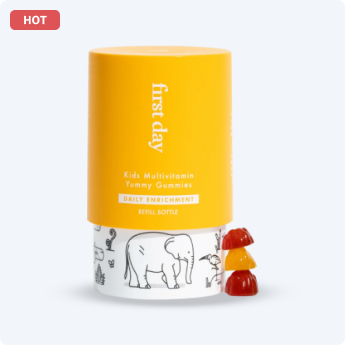 HOT
first day
Kids Multivitamin
Yummy Gummies
DAILY ENRICHMENT
REFILL BOTTLE